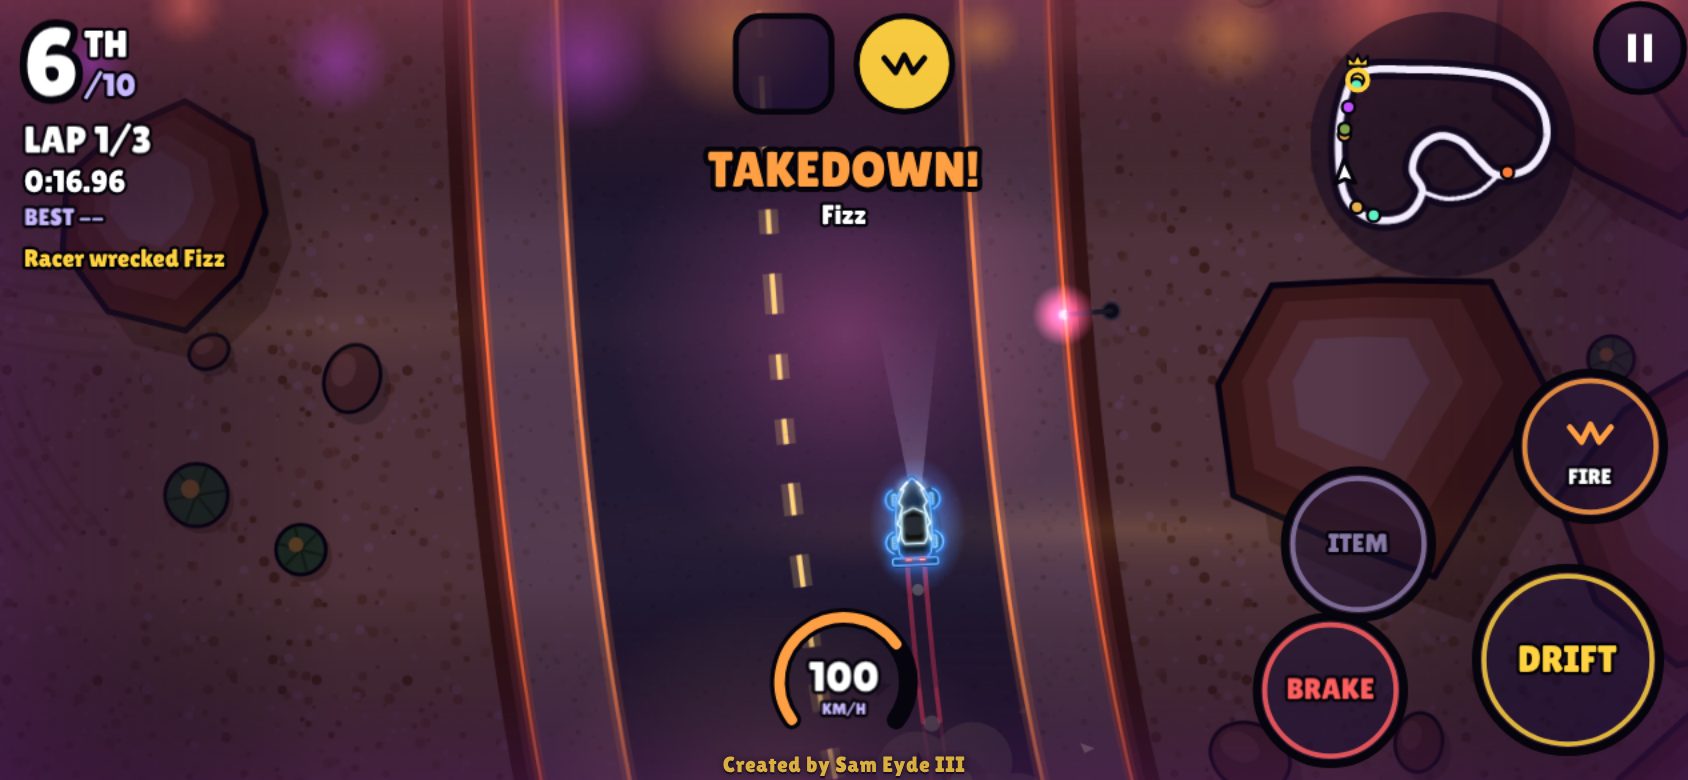 6TH
/10
LAP 1/3
0:16.96
BEST --
Racer wrecked Fizz
TAKEDOWN!
Fizz
FIRE
ITEM
DRIFT
BRAKE
100
KM/H
Created by Sam Eyde III